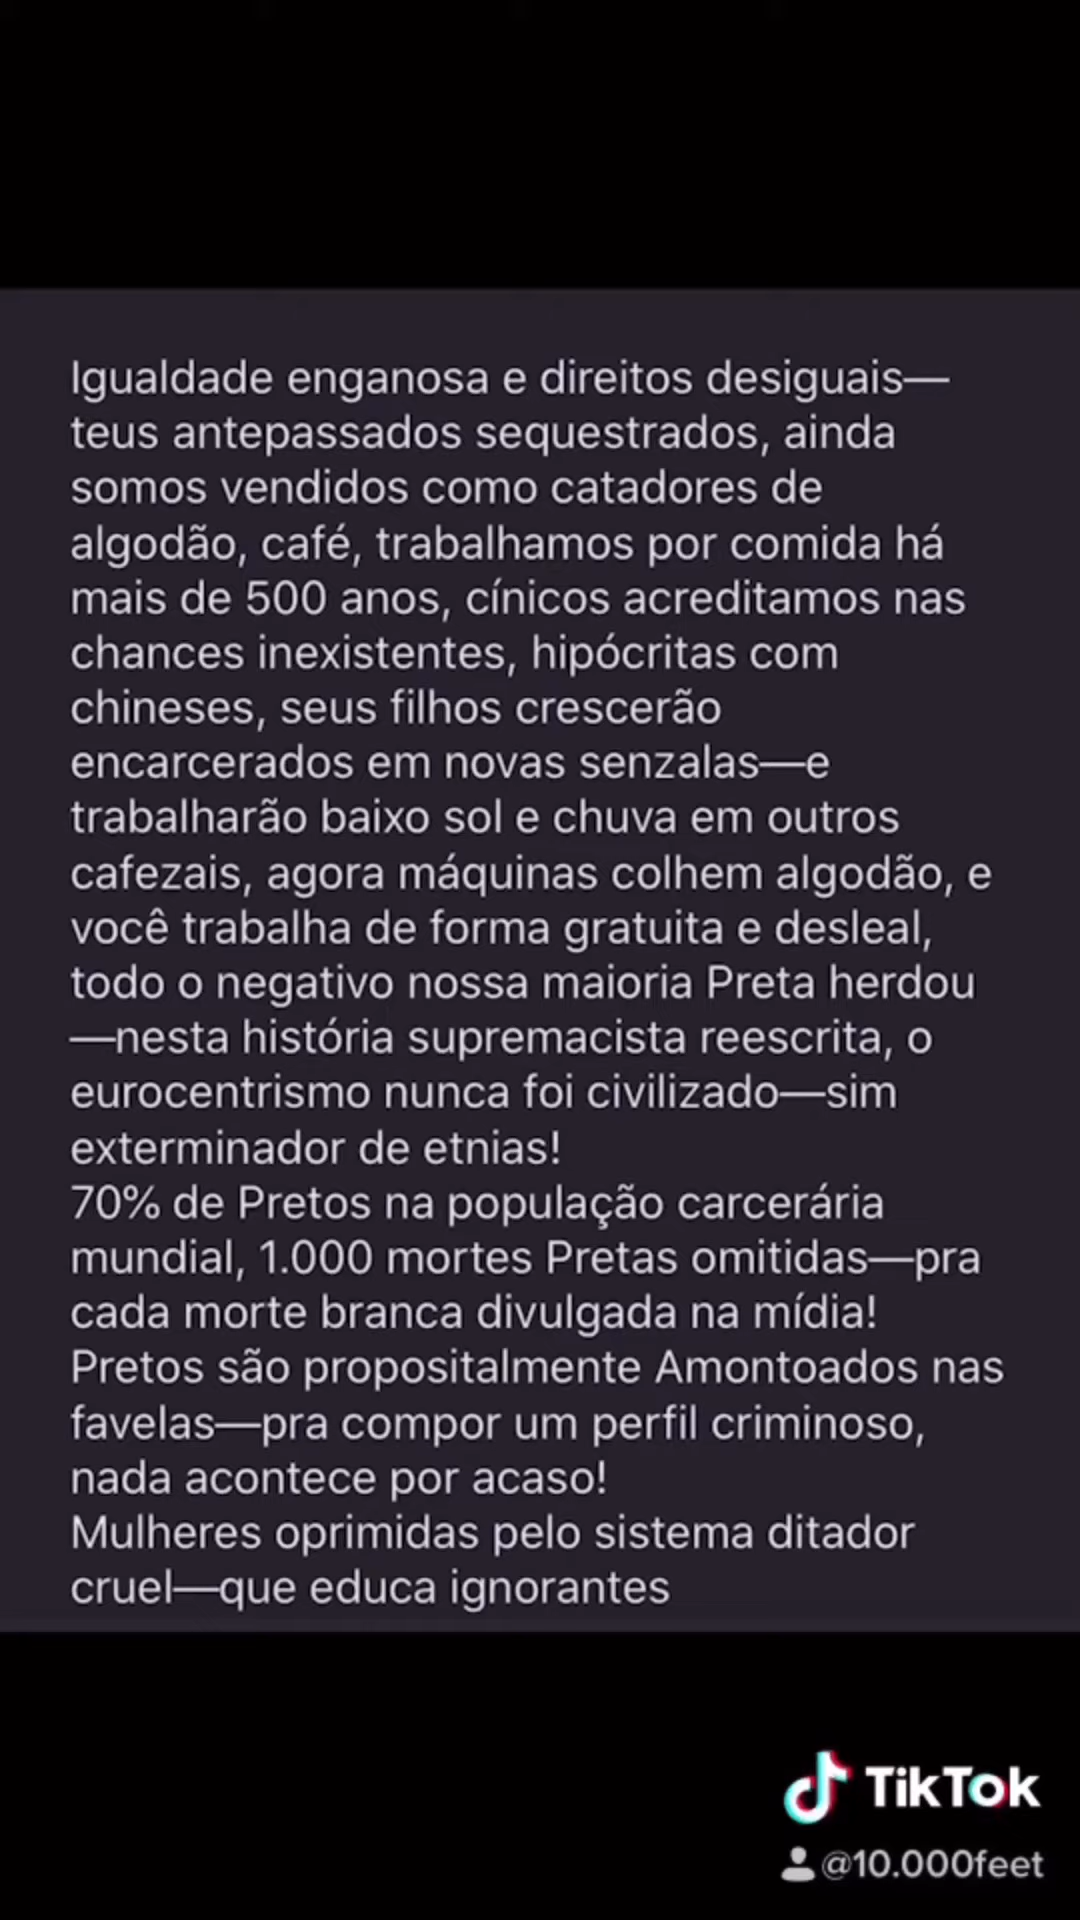 Igualdade enganosa e direitos desiguais—
teus antepassados sequestrados, ainda
somos vendidos como catadores de
algodão, café, trabalhamos por comida há
mais de 500 anos, cínicos acreditamos nas
chances inexistentes, hipócritas com
chineses, seus filhos crescerão
encarcerados em novas senzalas—e
trabalharão baixo sol e chuva em outros
cafezais, agora máquinas colhem algodão, e
você trabalha de forma gratuita e desleal,
todo o negativo nossa maioria Preta herdou
—nesta história supremacista reescrita, o
eurocentrismo nunca foi civilizado—sim
exterminador de etnias!
70% de Pretos na população carcerária
mundial, 1.000 mortes Pretas omitidas—pra
cada morte branca divulgada na mídia!
Pretos são propositalmente Amontoados nas
favelas—pra compor um perfil criminoso,
nada acontece por acaso!
Mulheres oprimidas pelo sistema ditador
cruel—que educa ignorantes
TikTok
@10.000feet